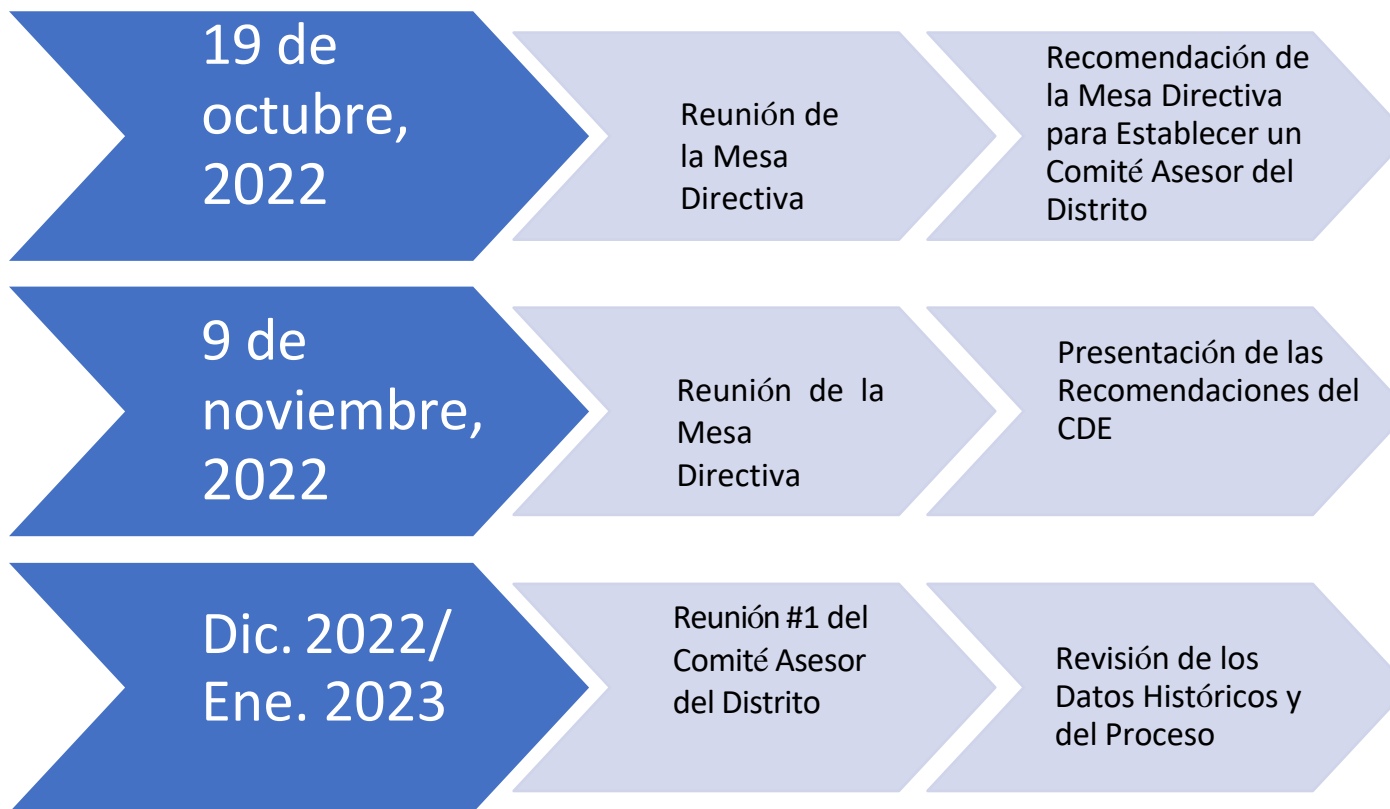 19 de
octubre,
2022
Reunión de
la Mesa
Directiva
Recomendación de
la Mesa Directiva
para Establecer un
Comité Asesor del
Distrito
9 de
noviembre,
2022
Reunión de la
Mesa
Directiva
Presentación de las
Recomendaciones del
CDE
Dic. 2022/
Ene. 2023
Reunión #1 del
Comité Asesor
del Distrito
Revisión de los
Datos Históricos y
del Proceso